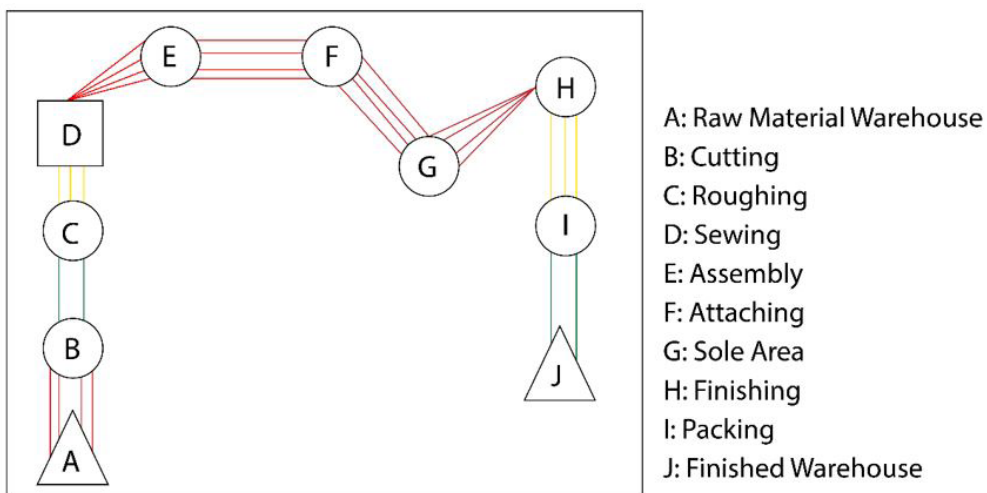 E
F
D
H
G
C
I
B
J
A
A: Raw Material Warehouse
B: Cutting
C: Roughing
D: Sewing
E: Assembly
F: Attaching
G: Sole Area
H: Finishing
I: Packing
J: Finished Warehouse